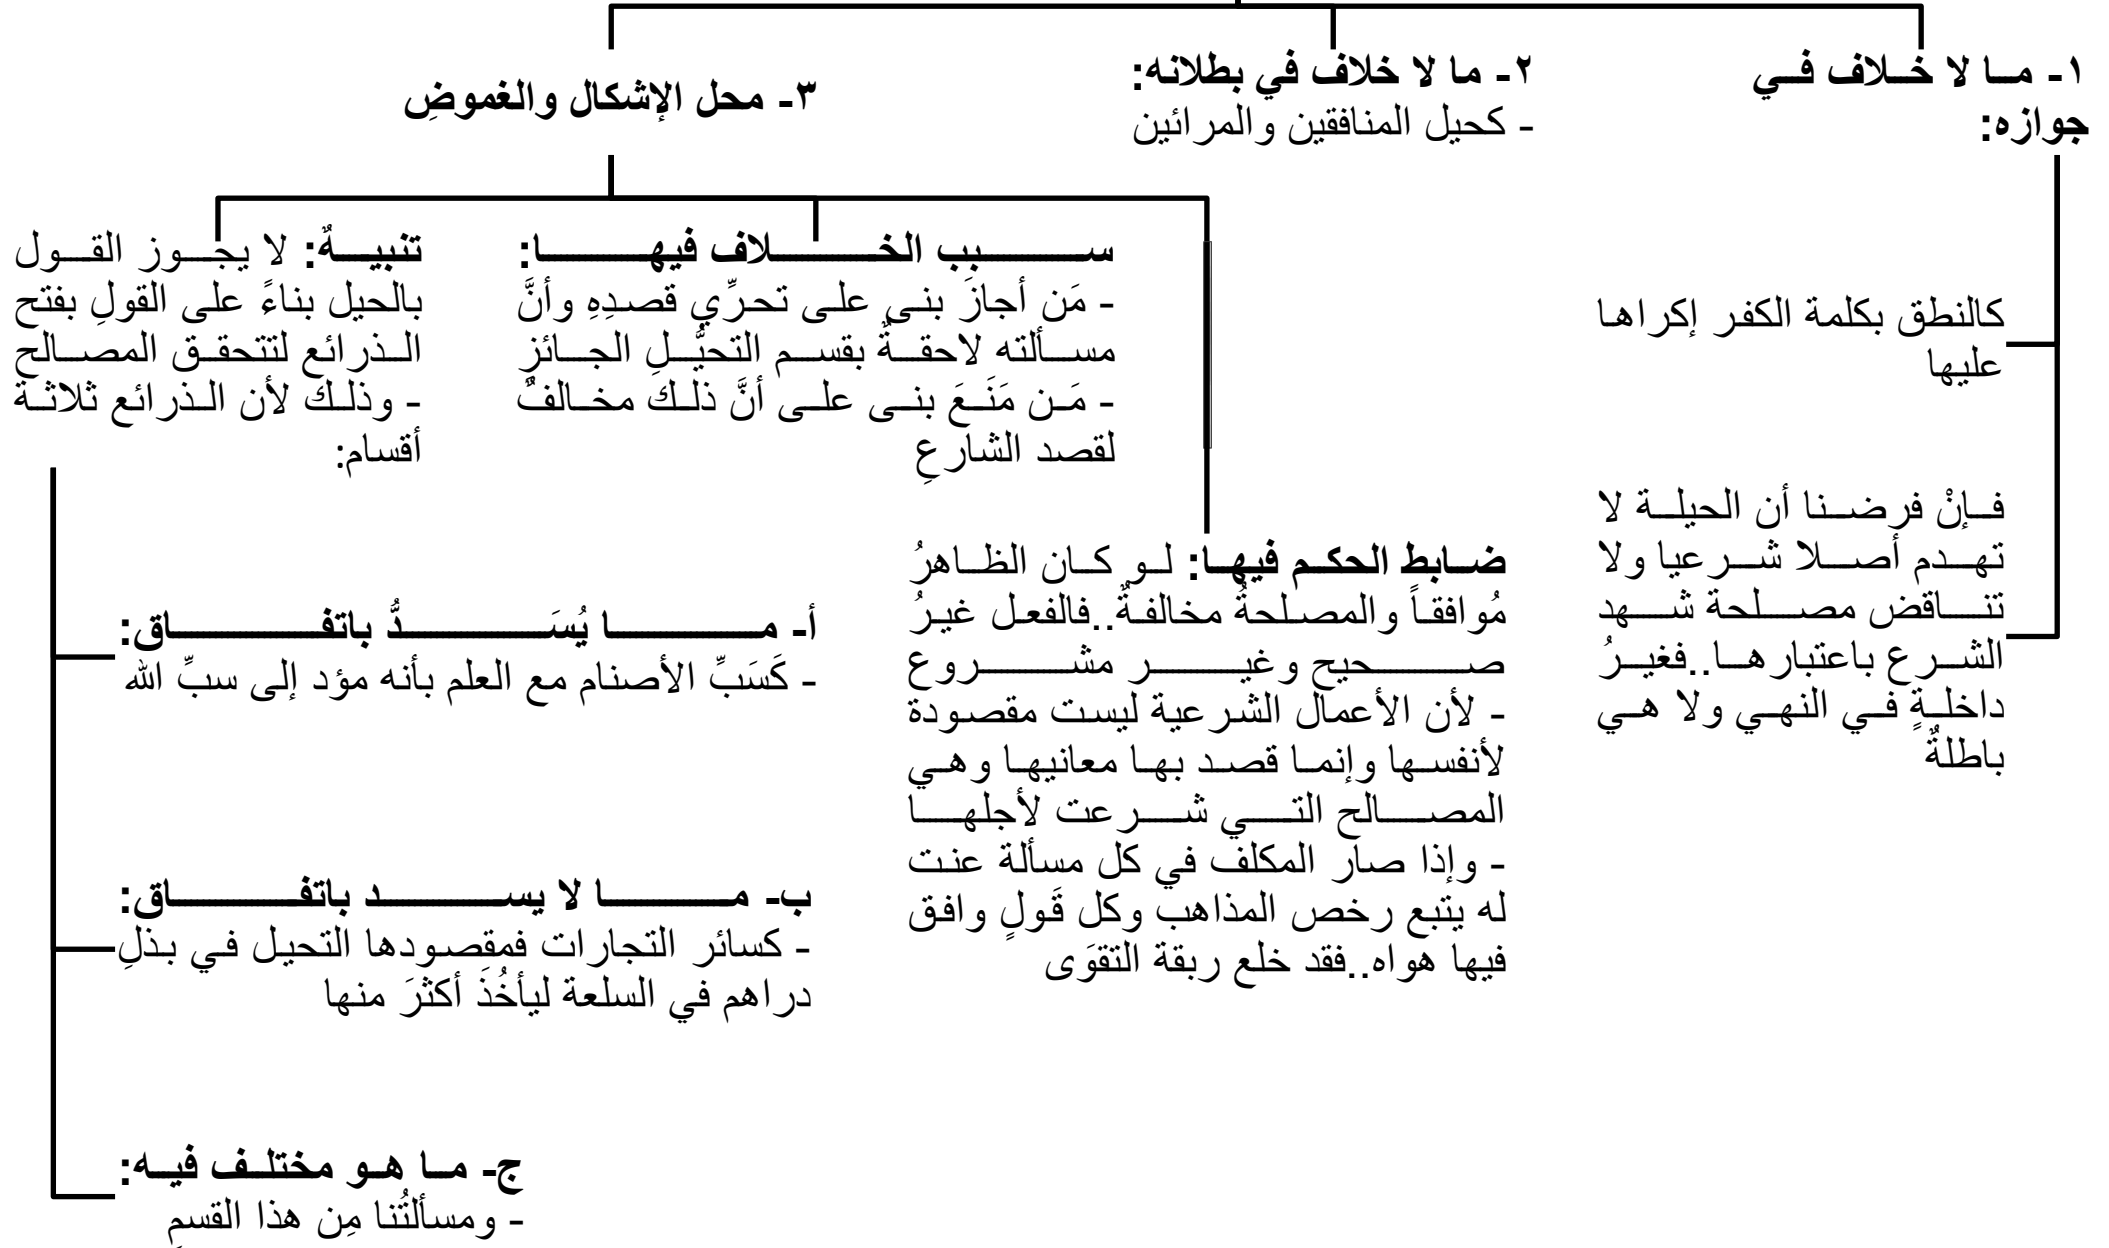 ١- مـا لا خـلاف فـي
جوازه:
كالنطق بكلمة الكفر إكراها
عليها
فإنْ فرضنا أن الحيلة لا
تهدم أصلا شرعيا ولا
تناقض مصلحة شهد
الشرع باعتبارها..فغيرُ
داخلةٍ في النهي ولا هي
باطلةٌ
٢- ما لا خلاف في بطلانه:
- كحيل المنافقين والمرائين
٣- محل الإشكال والغموضِ
ضابط الحكم فيها: لو كان الظاهرُ
مُوافقاً والمصلحةُ مخالفةٌ..فالفعل غيرُ
صحيح وغير مشروع
- لأن الأعمال الشرعية ليست مقصودة
لأنفسها وإنما قصد بها معانيها وهي
المصالح التي شرعت لأجلها
- وإذا صار المكلف في كل مسألة عنت
له يتبع رخص المذاهب وكل قَولٍ وافق
فيها هواه..فقد خلع ربقة التقوَى
سبب الخلاف فيها:
- مَن أجازَ بنى على تحرِّي قصدِهِ وأنَّ
مسألته لاحقةٌ بقسم التحيُّلِ الجائزِ
- مَن مَنَعَ بنى على أنَّ ذلك مخالفٌ
لقصد الشارعِ
تنبيهٌ: لا يجوز القول
بالحيل بناءً على القولِ بفتح
الذرائع لتتحقق المصالح
- وذلك لأن الذرائع ثلاثة
أقسام:
أ- ما يُسَدُّ باتفاق:
- كَسَبِّ الأصنام مع العلم بأنه مؤد إلى سبِّ الله
ب- ما لا يسد باتفاق:
- كسائر التجارات فمقصودها التحيل في بذلِ
دراهم في السلعة ليأخُذَ أكثرَ منها
ج- ما هو مختلف فيه:
- ومسألتُنا مِن هذا القسمِ